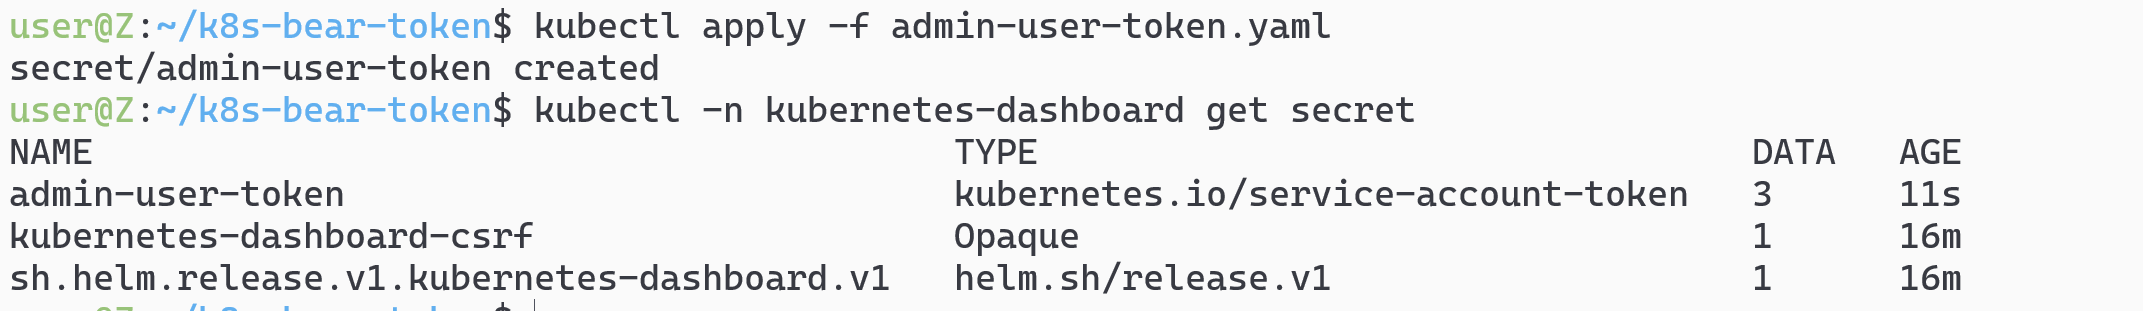 user@Z:~/k8s-bear-token$ kubectl apply -f admin-user-token.yaml
secret/admin-user-token created
user@Z:~/k8s-bear-token$ kubectl -n kubernetes-dashboard get secret
NAME TYPE DATA AGE
admin-user-token kubernetes.io/service-account-token 3 11s
kubernetes-dashboard-csrf Opaque 1 16m
sh.helm.release.v1.kubernetes-dashboard.v1 helm.sh/release.v1 1 16m